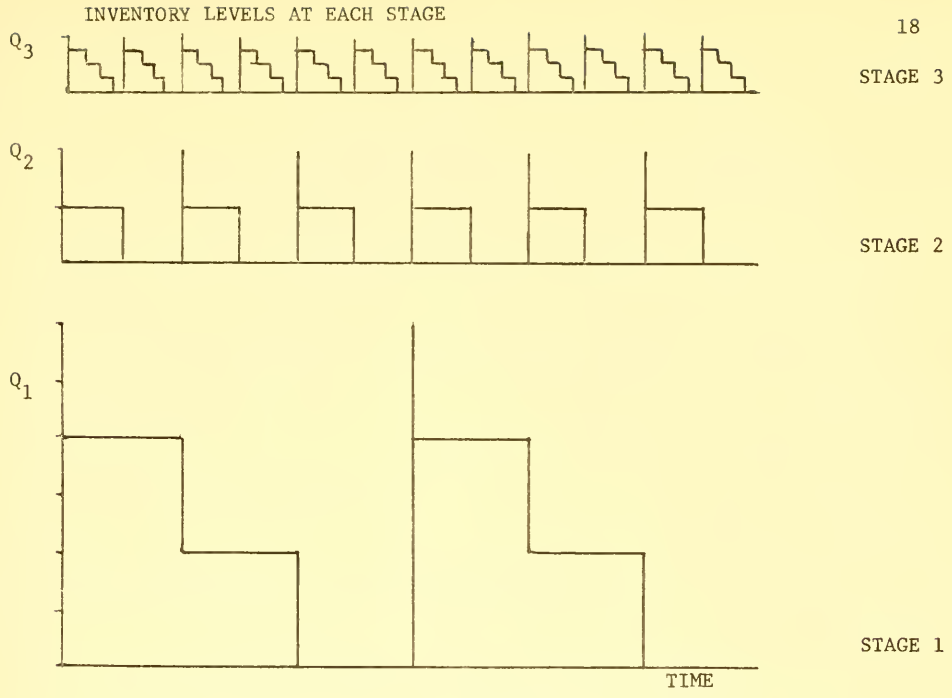 INVENTORY LEVELS AT EACH STAGE
18
Q3
STAGE 3
Q2
STAGE 2
Q1
STAGE 1
TIME